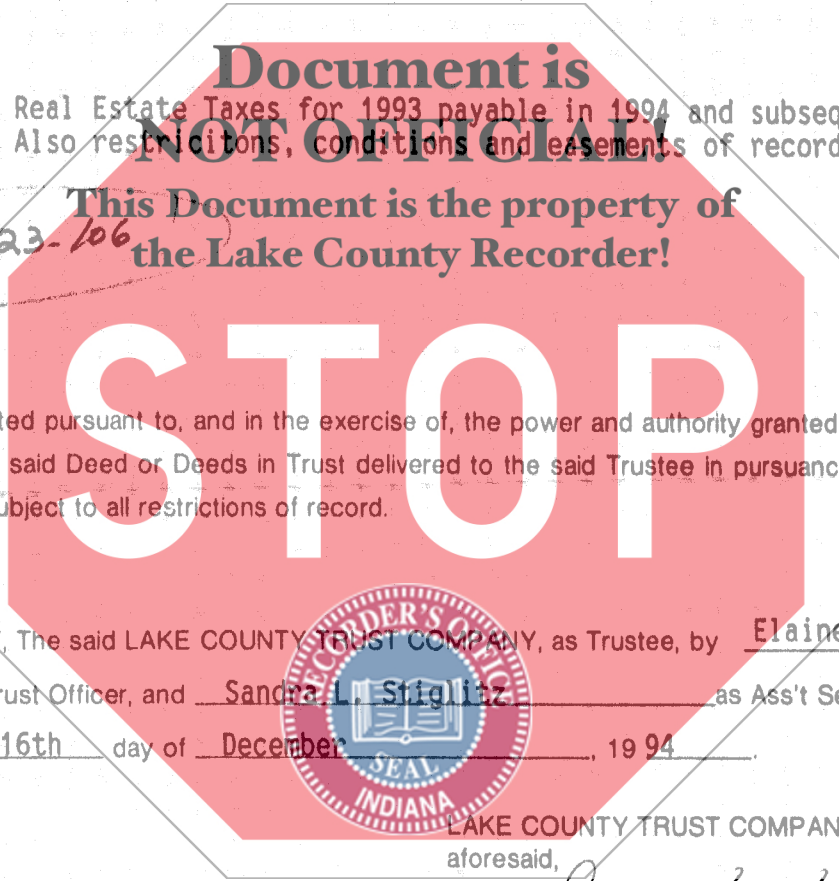 Document is
Real Estate Taxes for 1993 payable in 1994 and subseq
NOT OFFICIAL!
Also restricitons, conditions and easements of record
This Document is the property of
23-106
the Lake County Recorder!
STOP
ted pursuant to, and in the exercise of, the power and authority granted
said Deed or Deeds in Trust delivered to the said Trustee in pursuanc
ubject to all restrictions of record.
, The said LAKE COUNTY TRUST COMPANY, as Trustee, by Elaine
rust Officer, and Sandra L. Stiglitz as Ass't Se
16th day of December, 19 94.
RECORDER'S OFFICE
SEAL
INDIANA
LAKE COUNTY TRUST COMPAN
aforesaid,